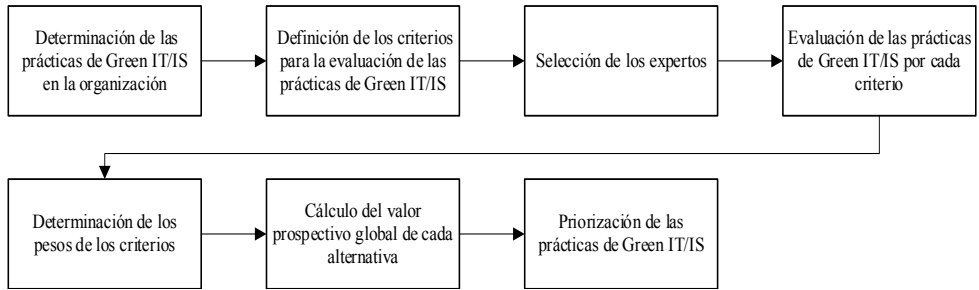 Determinación de las
prácticas de Green IT/IS
en la organización
Definición de los criterios
para la evaluación de las
prácticas de Green IT/IS
Selección de los expertos
Evaluación de las prácticas
de Green IT/IS por cada
criterio
Determinación de los
pesos de los criterios
Cálculo del valor
prospectivo global de cada
alternativa
Priorización de las
prácticas de Green IT/IS